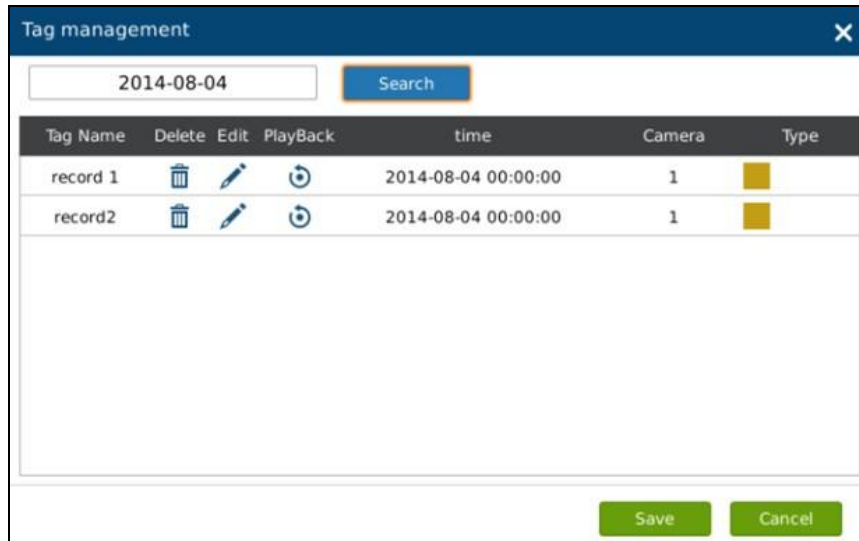 Tag management
2014-08-04 Search
Tag Name Delete Edit PlayBack time Camera Type
record 1 2014-08-04 00:00:00 1
record2 2014-08-04 00:00:00 1
Save Cancel